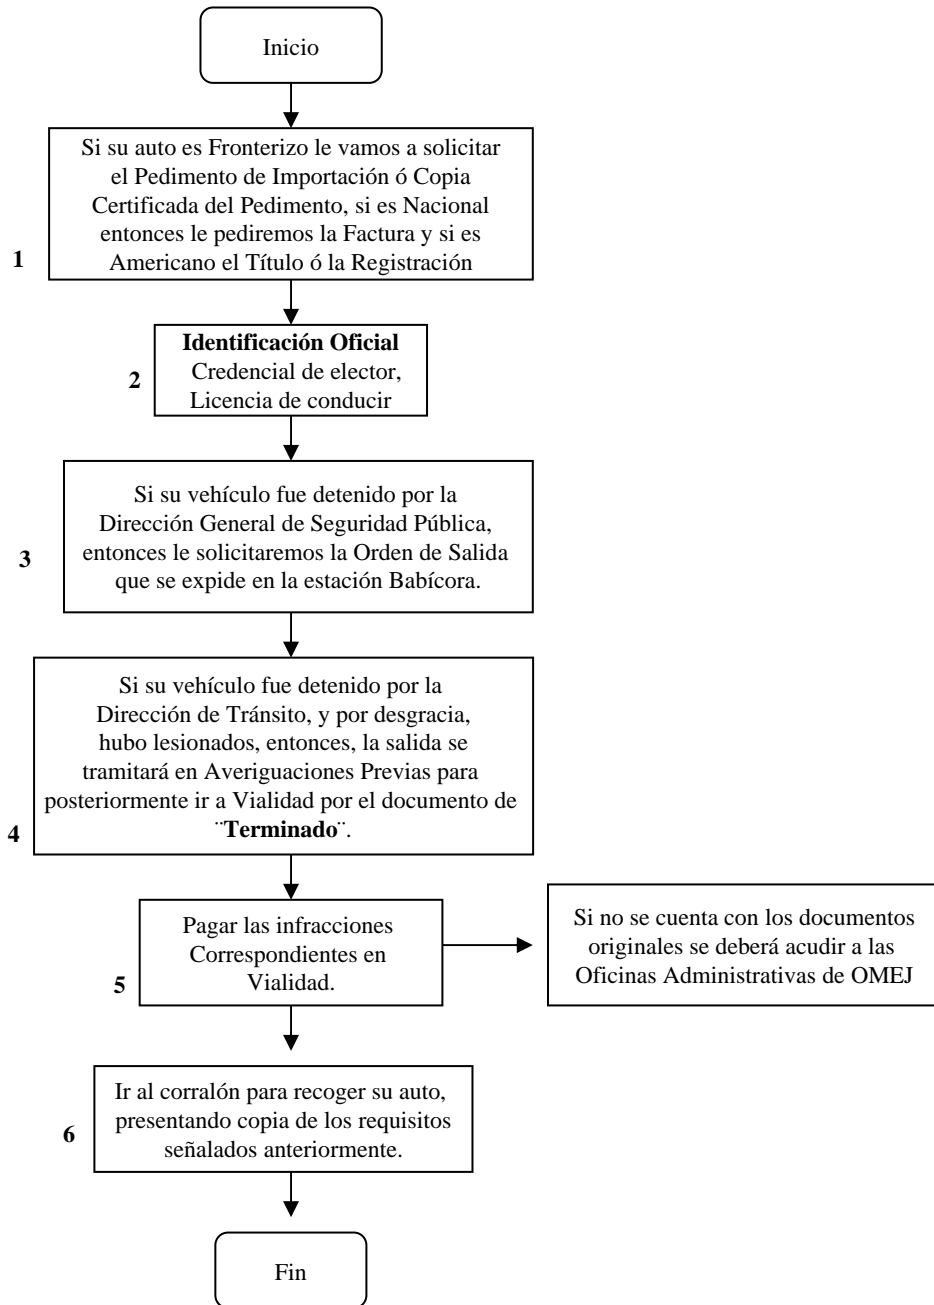 Inicio
Si su auto es Fronterizo le vamos a solicitar
el Pedimento de Importación ó Copia
Certificada del Pedimento, si es Nacional
entonces le pediremos la Factura y si es
Americano el Título ó la Registración
1
Identificación Oficial
Credencial de elector,
Licencia de conducir
2
Si su vehículo fue detenido por la
Dirección General de Seguridad Pública,
entonces le solicitaremos la Orden de Salida
que se expide en la estación Babícora.
3
Si su vehículo fue detenido por la
Dirección de Tránsito, y por desgracia,
hubo lesionados, entonces, la salida se
tramitará en Averiguaciones Previas para
posteriormente ir a Vialidad por el documento de
¨Terminado¨.
4
Pagar las infracciones
Correspondientes en
Vialidad.
5
Si no se cuenta con los documentos
originales se deberá acudir a las
Oficinas Administrativas de OMEJ
Ir al corralón para recoger su auto,
presentando copia de los requisitos
señalados anteriormente.
6
Fin